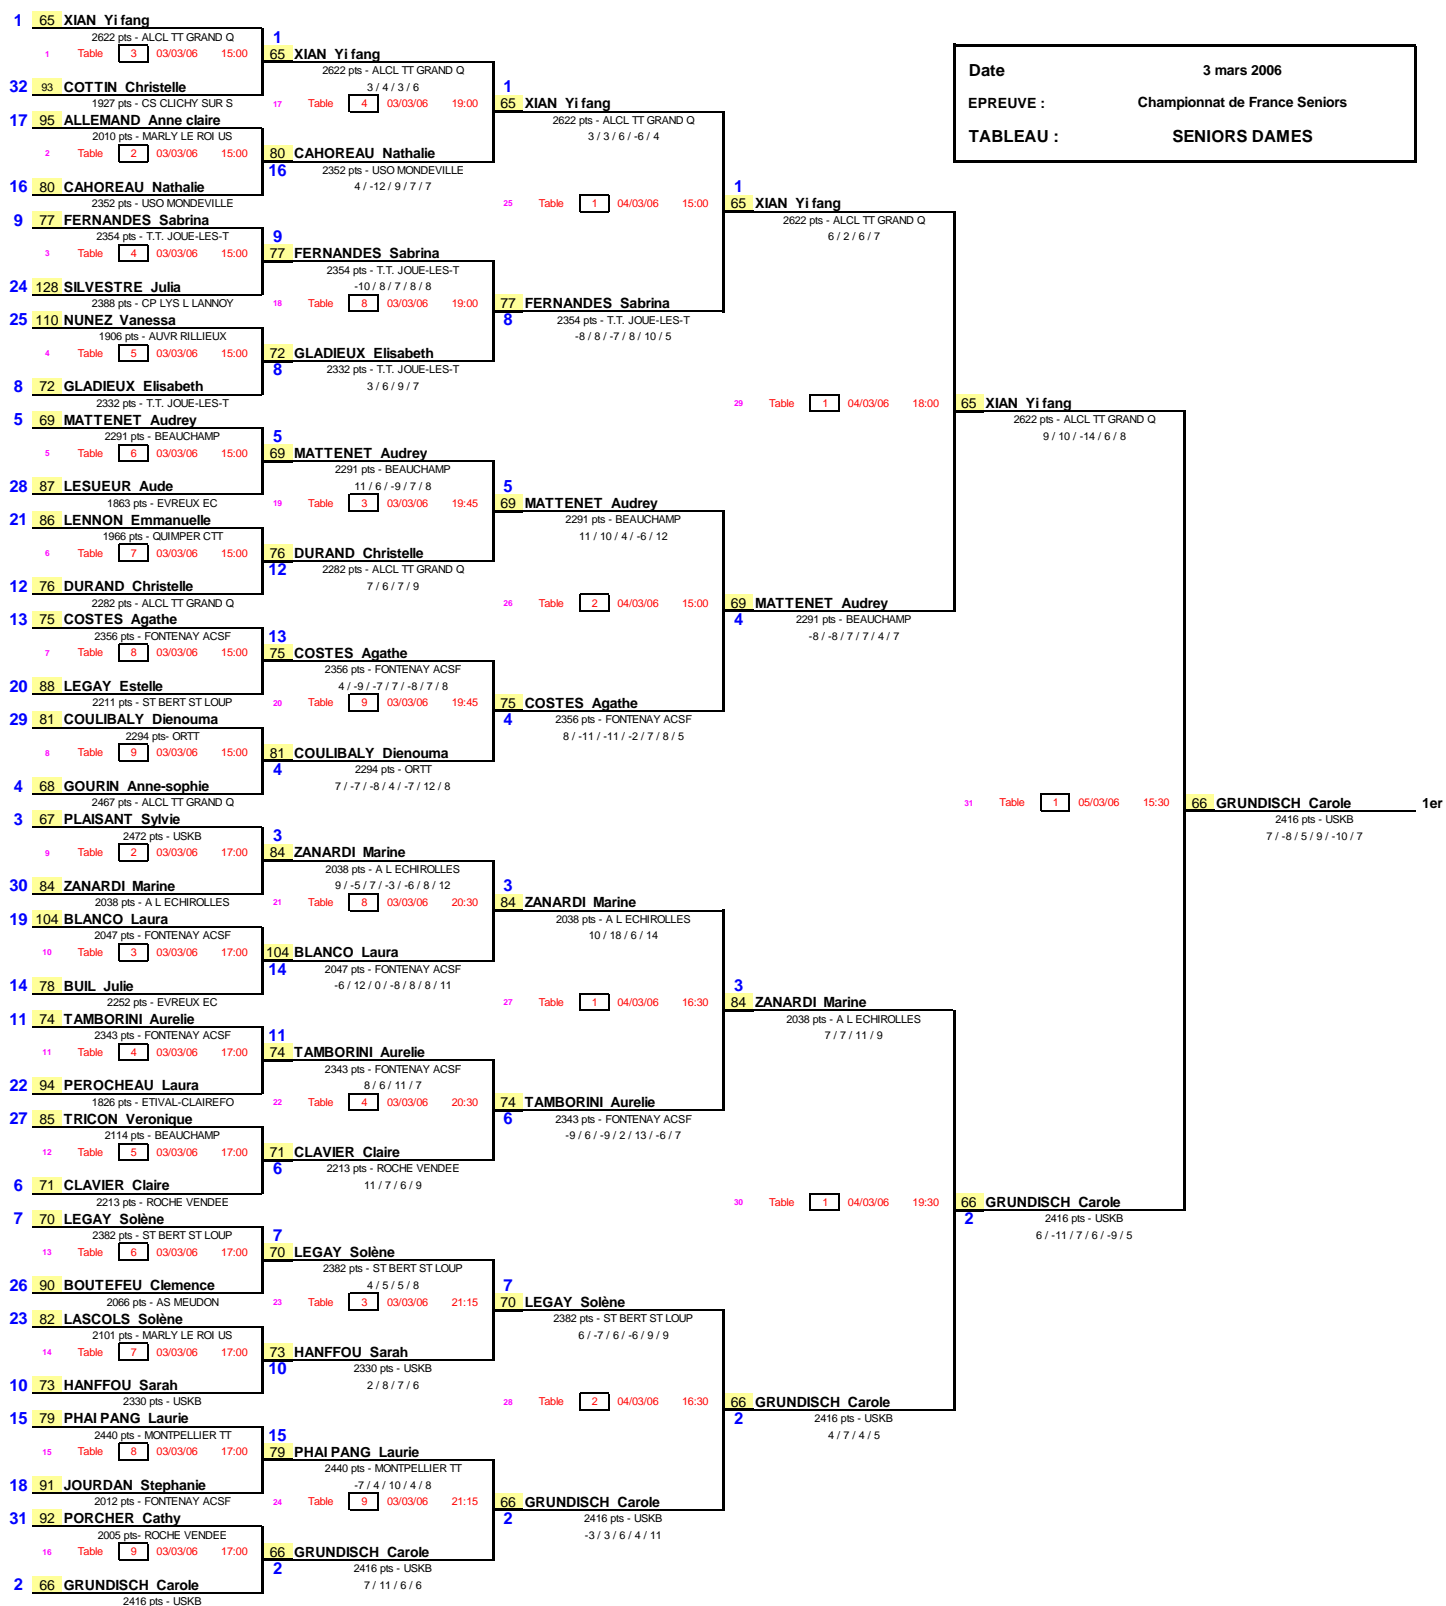 Date 3 mars 2006
EPREUVE : Championnat de France Seniors
TABLEAU : SENIORS DAMES
1 65 XIAN Yi fang
2622 pts - ALCL TT GRAND Q
1 Table 3 03/03/06 15:00
32 93 COTTIN Christelle
1927 pts - CS CLICHY SUR S
17 95 ALLEMAND Anne claire
2010 pts - MARLY LE ROI US
2 Table 2 03/03/06 15:00
16 80 CAHOREAU Nathalie
2352 pts - USO MONDEVILLE
9 77 FERNANDES Sabrina
2354 pts - T.T. JOUE-LES-T
3 Table 4 03/03/06 15:00
24 128 SILVESTRE Julia
2388 pts - CP LYS L LANNOY
25 110 NUNEZ Vanessa
1906 pts - AUVR RILLIEUX
4 Table 5 03/03/06 15:00
8 72 GLADIEUX Elisabeth
2332 pts - T.T. JOUE-LES-T
5 69 MATTENET Audrey
2291 pts - BEAUCHAMP
5 Table 6 03/03/06 15:00
28 87 LESUEUR Aude
1863 pts - EVREUX EC
21 86 LENNON Emmanuelle
1966 pts - QUIMPER CTT
6 Table 7 03/03/06 15:00
12 76 DURAND Christelle
2282 pts - ALCL TT GRAND Q
13 75 COSTES Agathe
2356 pts - FONTENAY ACSF
7 Table 8 03/03/06 15:00
20 88 LEGAY Estelle
2211 pts - ST BERT ST LOUP
29 81 COULIBALY Dienouma
2294 pts- ORTT
8 Table 9 03/03/06 15:00
4 68 GOURIN Anne-sophie
2467 pts - ALCL TT GRAND Q
3 67 PLAISANT Sylvie
2472 pts - USKB
9 Table 2 03/03/06 17:00
30 84 ZANARDI Marine
2038 pts - A L ECHIROLLES
19 104 BLANCO Laura
2047 pts - FONTENAY ACSF
10 Table 3 03/03/06 17:00
14 78 BUIL Julie
2252 pts - EVREUX EC
11 74 TAMBORINI Aurelie
2343 pts - FONTENAY ACSF
11 Table 4 03/03/06 17:00
22 94 PEROCHEAU Laura
1826 pts - ETIVAL-CLAIREFO
27 85 TRICON Veronique
2114 pts - BEAUCHAMP
12 Table 5 03/03/06 17:00
6 71 CLAVIER Claire
2213 pts - ROCHE VENDEE
7 70 LEGAY Solène
2382 pts - ST BERT ST LOUP
13 Table 6 03/03/06 17:00
26 90 BOUTEFEU Clemence
2066 pts - AS MEUDON
23 82 LASCOLS Solène
2101 pts - MARLY LE ROI US
14 Table 7 03/03/06 17:00
10 73 HANFFOU Sarah
2330 pts - USKB
15 79 PHAI PANG Laurie
2440 pts - MONTPELLIER TT
15 Table 8 03/03/06 17:00
18 91 JOURDAN Stephanie
2012 pts - FONTENAY ACSF
31 92 PORCHER Cathy
2005 pts- ROCHE VENDEE
16 Table 9 03/03/06 17:00
2 66 GRUNDISCH Carole
2416 pts - USKB
1
65 XIAN Yi fang
2622 pts - ALCL TT GRAND Q
3 / 4 / 3 / 6
17 Table 4 03/03/06 19:00
80 CAHOREAU Nathalie
16 2352 pts - USO MONDEVILLE
4 / -12 / 9 / 7 / 7
9
77 FERNANDES Sabrina
2354 pts - T.T. JOUE-LES-T
-10 / 8 / 7 / 8 / 8
18 Table 8 03/03/06 19:00
72 GLADIEUX Elisabeth
8 2332 pts - T.T. JOUE-LES-T
3 / 6 / 9 / 7
5
69 MATTENET Audrey
2291 pts - BEAUCHAMP
11 / 6 / -9 / 7 / 8
19 Table 3 03/03/06 19:45
76 DURAND Christelle
12 2282 pts - ALCL TT GRAND Q
7 / 6 / 7 / 9
13
75 COSTES Agathe
2356 pts - FONTENAY ACSF
4 / -9 / -7 / 7 / -8 / 7 / 8
20 Table 9 03/03/06 19:45
81 COULIBALY Dienouma
4 2294 pts - ORTT
7 / -7 / -8 / 4 / -7 / 12 / 8
3
84 ZANARDI Marine
2038 pts - A L ECHIROLLES
9 / -5 / 7 / -3 / -6 / 8 / 12
21 Table 8 03/03/06 20:30
104 BLANCO Laura
14 2047 pts - FONTENAY ACSF
-6 / 12 / 0 / -8 / 8 / 8 / 11
11
74 TAMBORINI Aurelie
2343 pts - FONTENAY ACSF
8 / 6 / 11 / 7
22 Table 4 03/03/06 20:30
71 CLAVIER Claire
6 2213 pts - ROCHE VENDEE
11 / 7 / 6 / 9
7
70 LEGAY Solène
2382 pts - ST BERT ST LOUP
4 / 5 / 5 / 8
23 Table 3 03/03/06 21:15
73 HANFFOU Sarah
10 2330 pts - USKB
2 / 8 / 7 / 6
15
79 PHAI PANG Laurie
2440 pts - MONTPELLIER TT
-7 / 4 / 10 / 4 / 8
24 Table 9 03/03/06 21:15
66 GRUNDISCH Carole
2 2416 pts - USKB
7 / 11 / 6 / 6
1
65 XIAN Yi fang
2622 pts - ALCL TT GRAND Q
3 / 3 / 6 / -6 / 4
25 Table 1 04/03/06 15:00
77 FERNANDES Sabrina
8 2354 pts - T.T. JOUE-LES-T
-8 / 8 / -7 / 8 / 10 / 5
5
69 MATTENET Audrey
2291 pts - BEAUCHAMP
11 / 10 / 4 / -6 / 12
26 Table 2 04/03/06 15:00
75 COSTES Agathe
4 2356 pts - FONTENAY ACSF
8 / -11 / -11 / -2 / 7 / 8 / 5
3
84 ZANARDI Marine
2038 pts - A L ECHIROLLES
10 / 18 / 6 / 14
27 Table 1 04/03/06 16:30
74 TAMBORINI Aurelie
6 2343 pts - FONTENAY ACSF
-9 / 6 / -9 / 2 / 13 / -6 / 7
7
70 LEGAY Solène
2382 pts - ST BERT ST LOUP
6 / -7 / 6 / -6 / 9 / 9
28 Table 2 04/03/06 16:30
66 GRUNDISCH Carole
2 2416 pts - USKB
-3 / 3 / 6 / 4 / 11
1
65 XIAN Yi fang
2622 pts - ALCL TT GRAND Q
6 / 2 / 6 / 7
29 Table 1 04/03/06 18:00
69 MATTENET Audrey
4 2291 pts - BEAUCHAMP
-8 / -8 / 7 / 7 / 4 / 7
3
84 ZANARDI Marine
2038 pts - A L ECHIROLLES
7 / 7 / 11 / 9
30 Table 1 04/03/06 19:30
66 GRUNDISCH Carole
2 2416 pts - USKB
4 / 7 / 4 / 5
65 XIAN Yi fang
2622 pts - ALCL TT GRAND Q
9 / 10 / -14 / 6 / 8
31 Table 1 05/03/06 15:30
66 GRUNDISCH Carole
2 2416 pts - USKB
6 / -11 / 7 / 6 / -9 / 5
66 GRUNDISCH Carole 1er
2416 pts - USKB
7 / -8 / 5 / 9 / -10 / 7